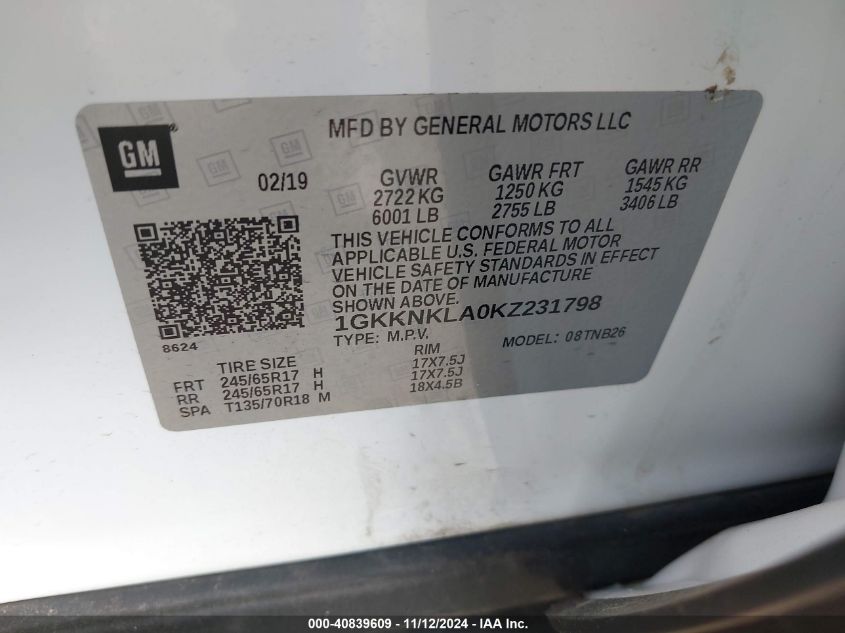 GM
MFD BY GENERAL MOTORS LLC
02/19
GVWR
2722 KG
6001 LB
GAWR FRT
1250 KG
2755 LB
GAWR RR
1545 KG
3406 LB
THIS VEHICLE CONFORMS TO ALL
APPLICABLE U.S. FEDERAL MOTOR
VEHICLE SAFETY STANDARDS IN EFFECT
ON THE DATE OF MANUFACTURE
SHOWN ABOVE.
1GKKNKLA0KZ231798
TYPE: M.P.V.
MODEL: 08TNB26
8624
TIRE SIZE
RIM
FRT 245/65R17 H 17X7.5J
RR 245/65R17 H 17X7.5J
SPA T135/70R18 M 18X4.5B
000-40839609 - 11/12/2024 - IAA Inc.